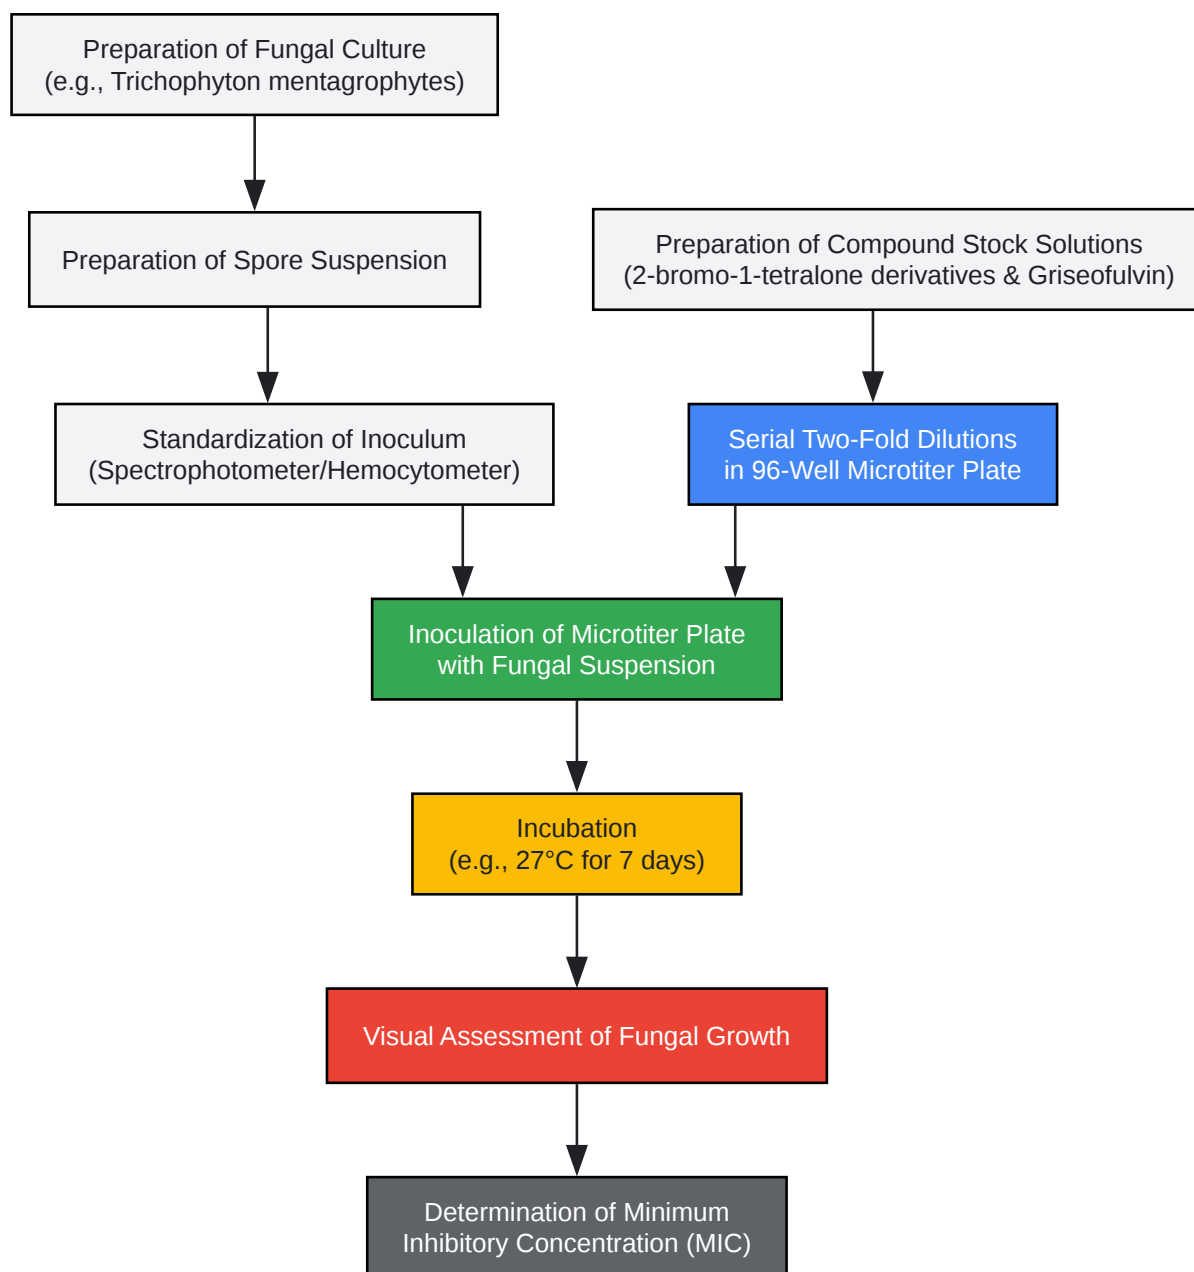 Preparation of Fungal Culture
(e.g., Trichophyton mentagrophytes)
Preparation of Spore Suspension
Preparation of Compound Stock Solutions
(2-bromo-1-tetralone derivatives & Griseofulvin)
Standardization of Inoculum
(Spectrophotometer/Hemocytometer)
Serial Two-Fold Dilutions
in 96-Well Microtiter Plate
Inoculation of Microtiter Plate
with Fungal Suspension
Incubation
(e.g., 27°C for 7 days)
Visual Assessment of Fungal Growth
Determination of Minimum
Inhibitory Concentration (MIC)